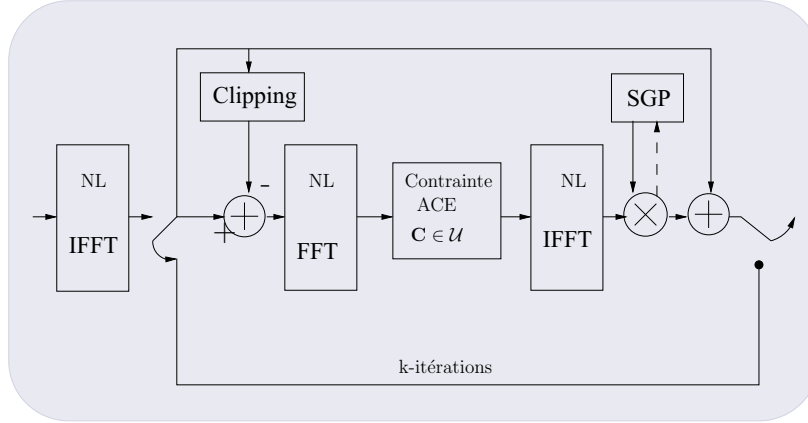 Clipping
SGP
NL
IFFT
-
+
NL
FFT
Contrainte
ACE
C ∈ 𝒰
NL
IFFT
k-itérations